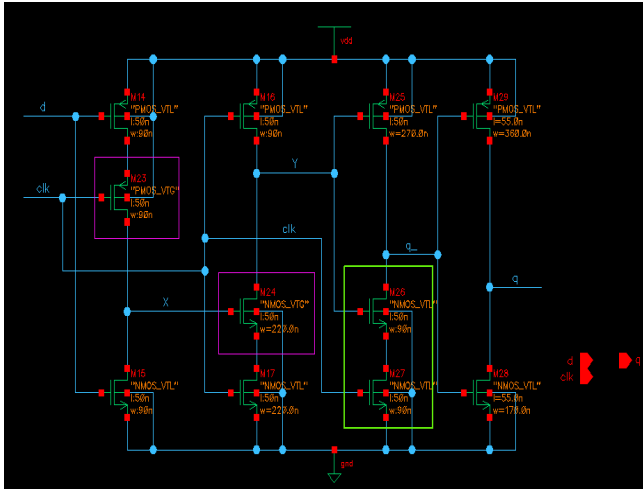 vdd
M14
"PMOS_VTL"
l:50n
w:90n
M16
"PMOS_VTL"
l:50n
w:90n
M25
"PMOS_VTL"
l:50n
w:270.0n
M29
"PMOS_VTL"
l=55.0n
w=360.0n
d
M23
"PMOS_VTG"
l:50n
w:90n
clk
Y
clk
q_
q
X
M24
"NMOS_VTG"
l:50n
w=220.0n
M26
"NMOS_VTL"
l:50n
w:90n
M15
"NMOS_VTL"
l:50n
w:90n
M17
"NMOS_VTL"
l:50n
w=220.0n
M27
"NMOS_VTL"
l:50n
w:90n
M28
"NMOS_VTL"
l=55.0n
w=170.0n
d
q
clk
gnd